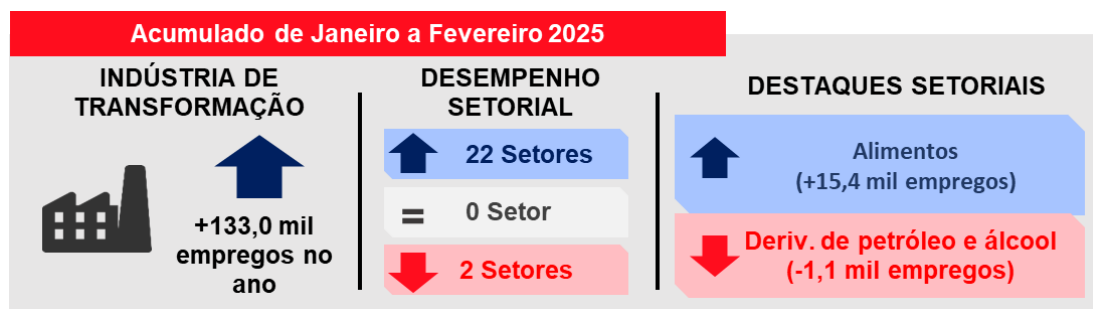 Acumulado de Janeiro a Fevereiro 2025
INDÚSTRIA DE
TRANSFORMAÇÃO
+133,0 mil
empregos no
ano
DESEMPENHO
SETORIAL
22 Setores
= 0 Setor
2 Setores
DESTAQUES SETORIAIS
Alimentos
(+15,4 mil empregos)
Deriv. de petróleo e álcool
(-1,1 mil empregos)